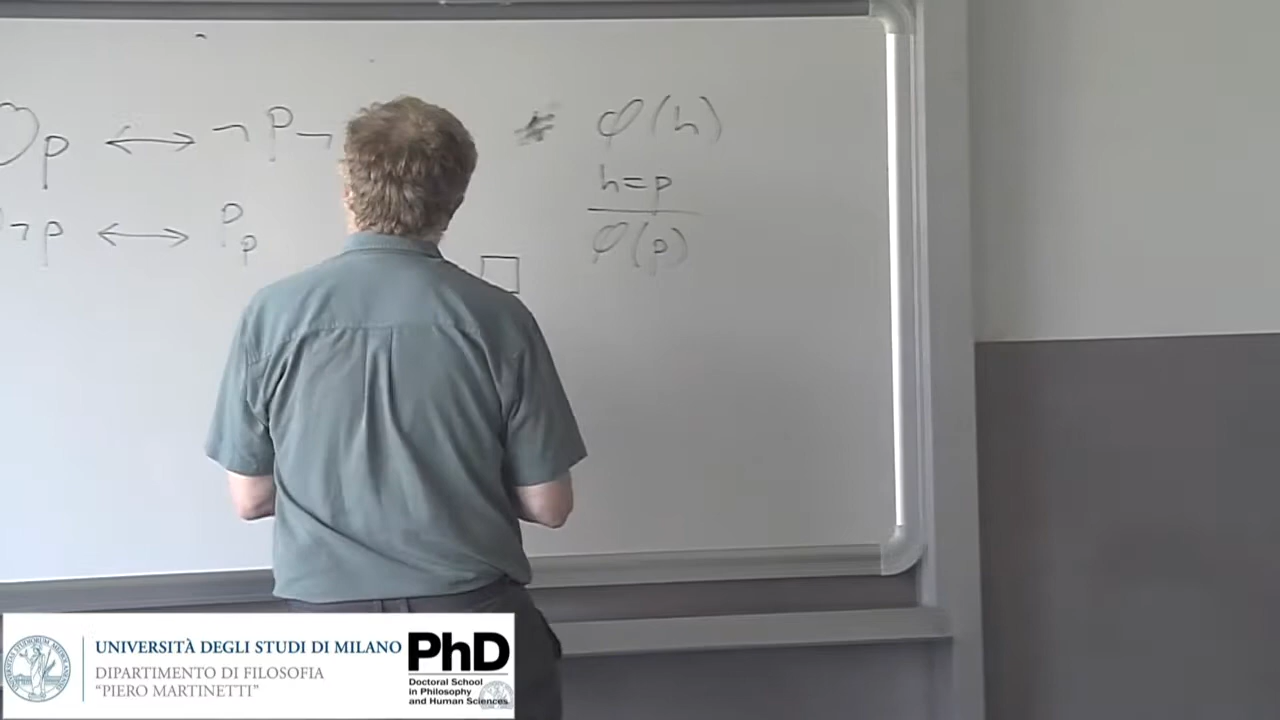 Op ↔ ¬P¬
¬p ↔ Pp
φ(h)
h=p
φ(p)
□
UNIVERSITÀ DEGLI STUDI DI MILANO
DIPARTIMENTO DI FILOSOFIA
"PIERO MARTINETTI"
PhD
Doctoral School
in Philosophy
and Human Sciences